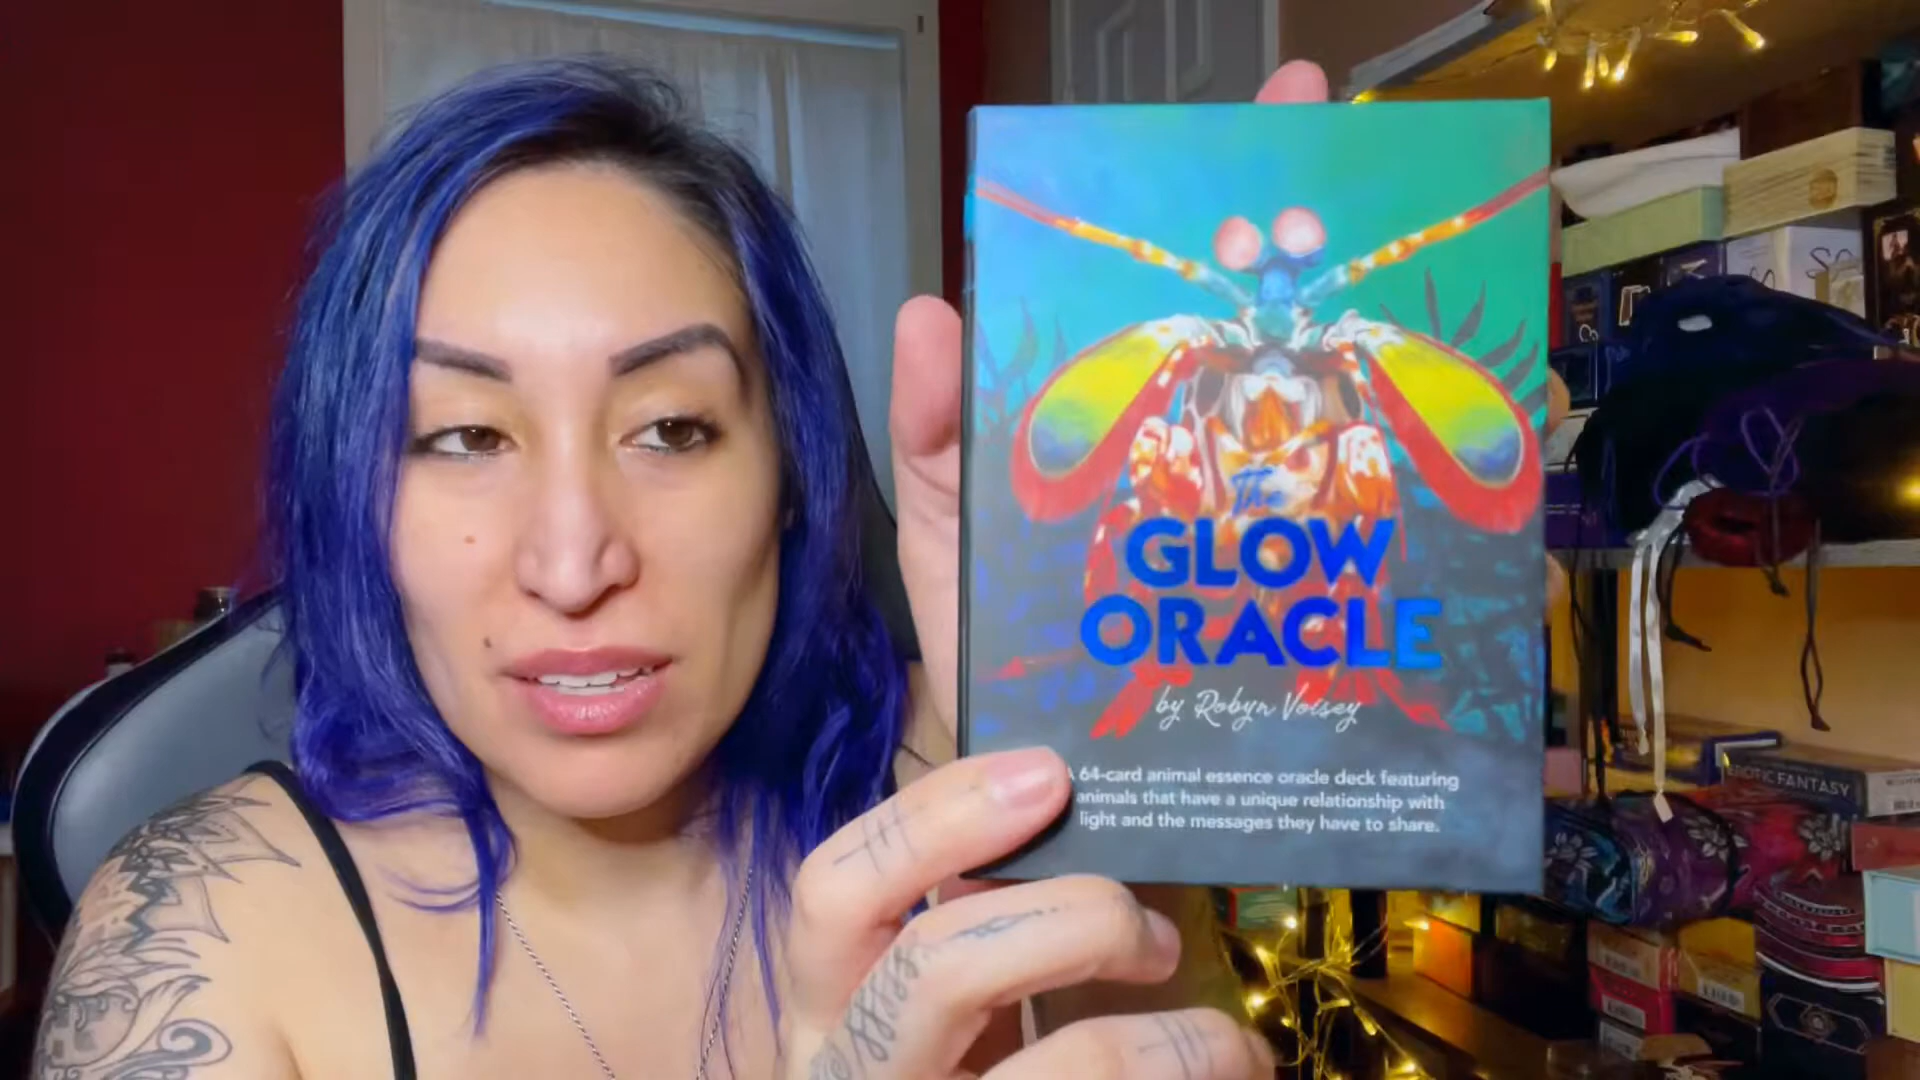 The
GLOW
ORACLE
by Robyn Voisey
A 64-card animal essence oracle deck featuring
animals that have a unique relationship with
light and the messages they have to share.
EROTIC FANTASY